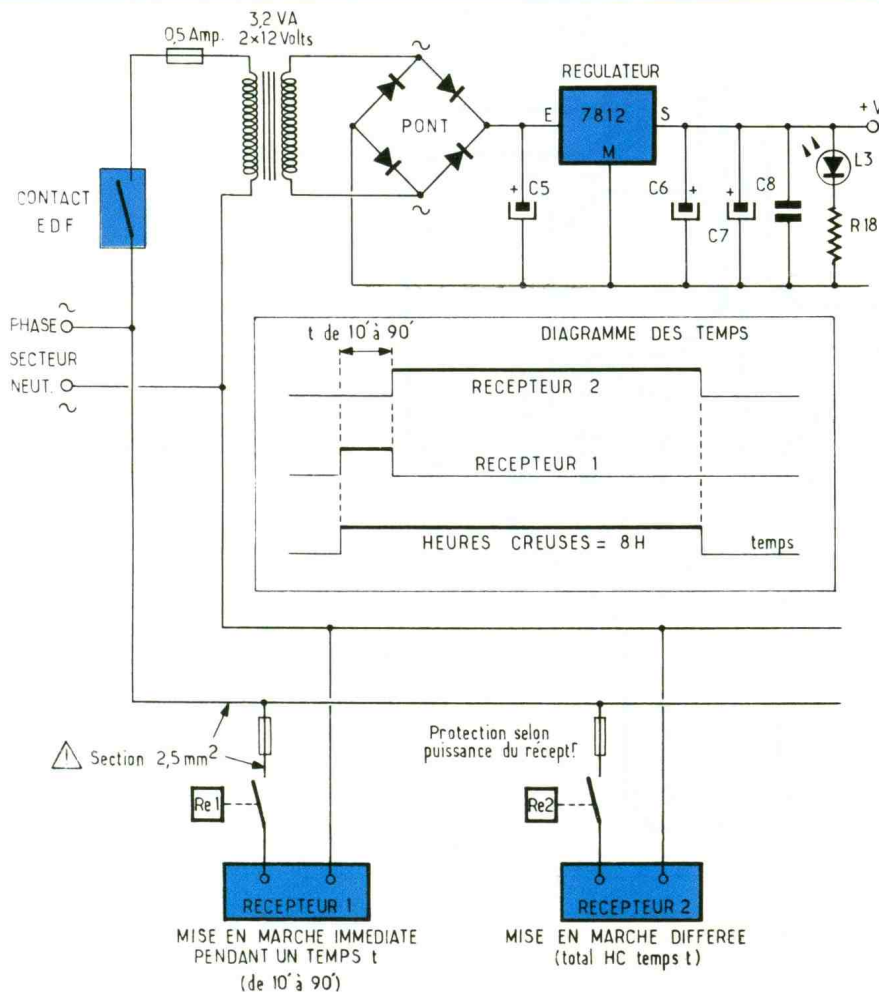 0,5 Amp.
3,2 VA
2×12 Volts
REGULATEUR
7812
E
S
M
+V
PONT
~
~
CONTACT
EDF
C5
+
C6
+
C7
+
C8
L3
R18
~
PHASE
SECTEUR
NEUT.
~
t de 10' à 90'
DIAGRAMME DES TEMPS
RECEPTEUR 2
RECEPTEUR 1
HEURES CREUSES = 8H
temps
Section 2,5 mm²
Protection selon
puissance du récept.r
Re1
Re2
RECEPTEUR 1
RECEPTEUR 2
MISE EN MARCHE IMMEDIATE
PENDANT UN TEMPS t
(de 10' à 90')
MISE EN MARCHE DIFFEREE
(total HC temps t)